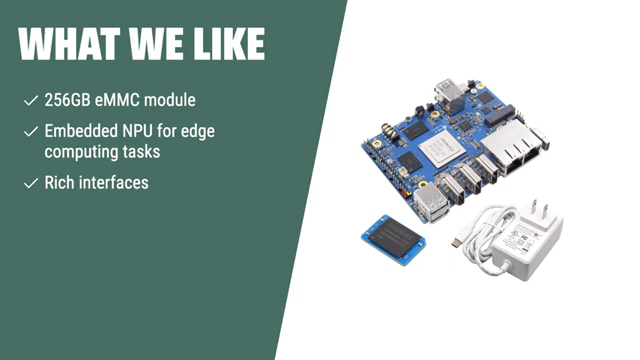 WHAT WE LIKE
256GB eMMC module
Embedded NPU for edge
computing tasks
Rich interfaces